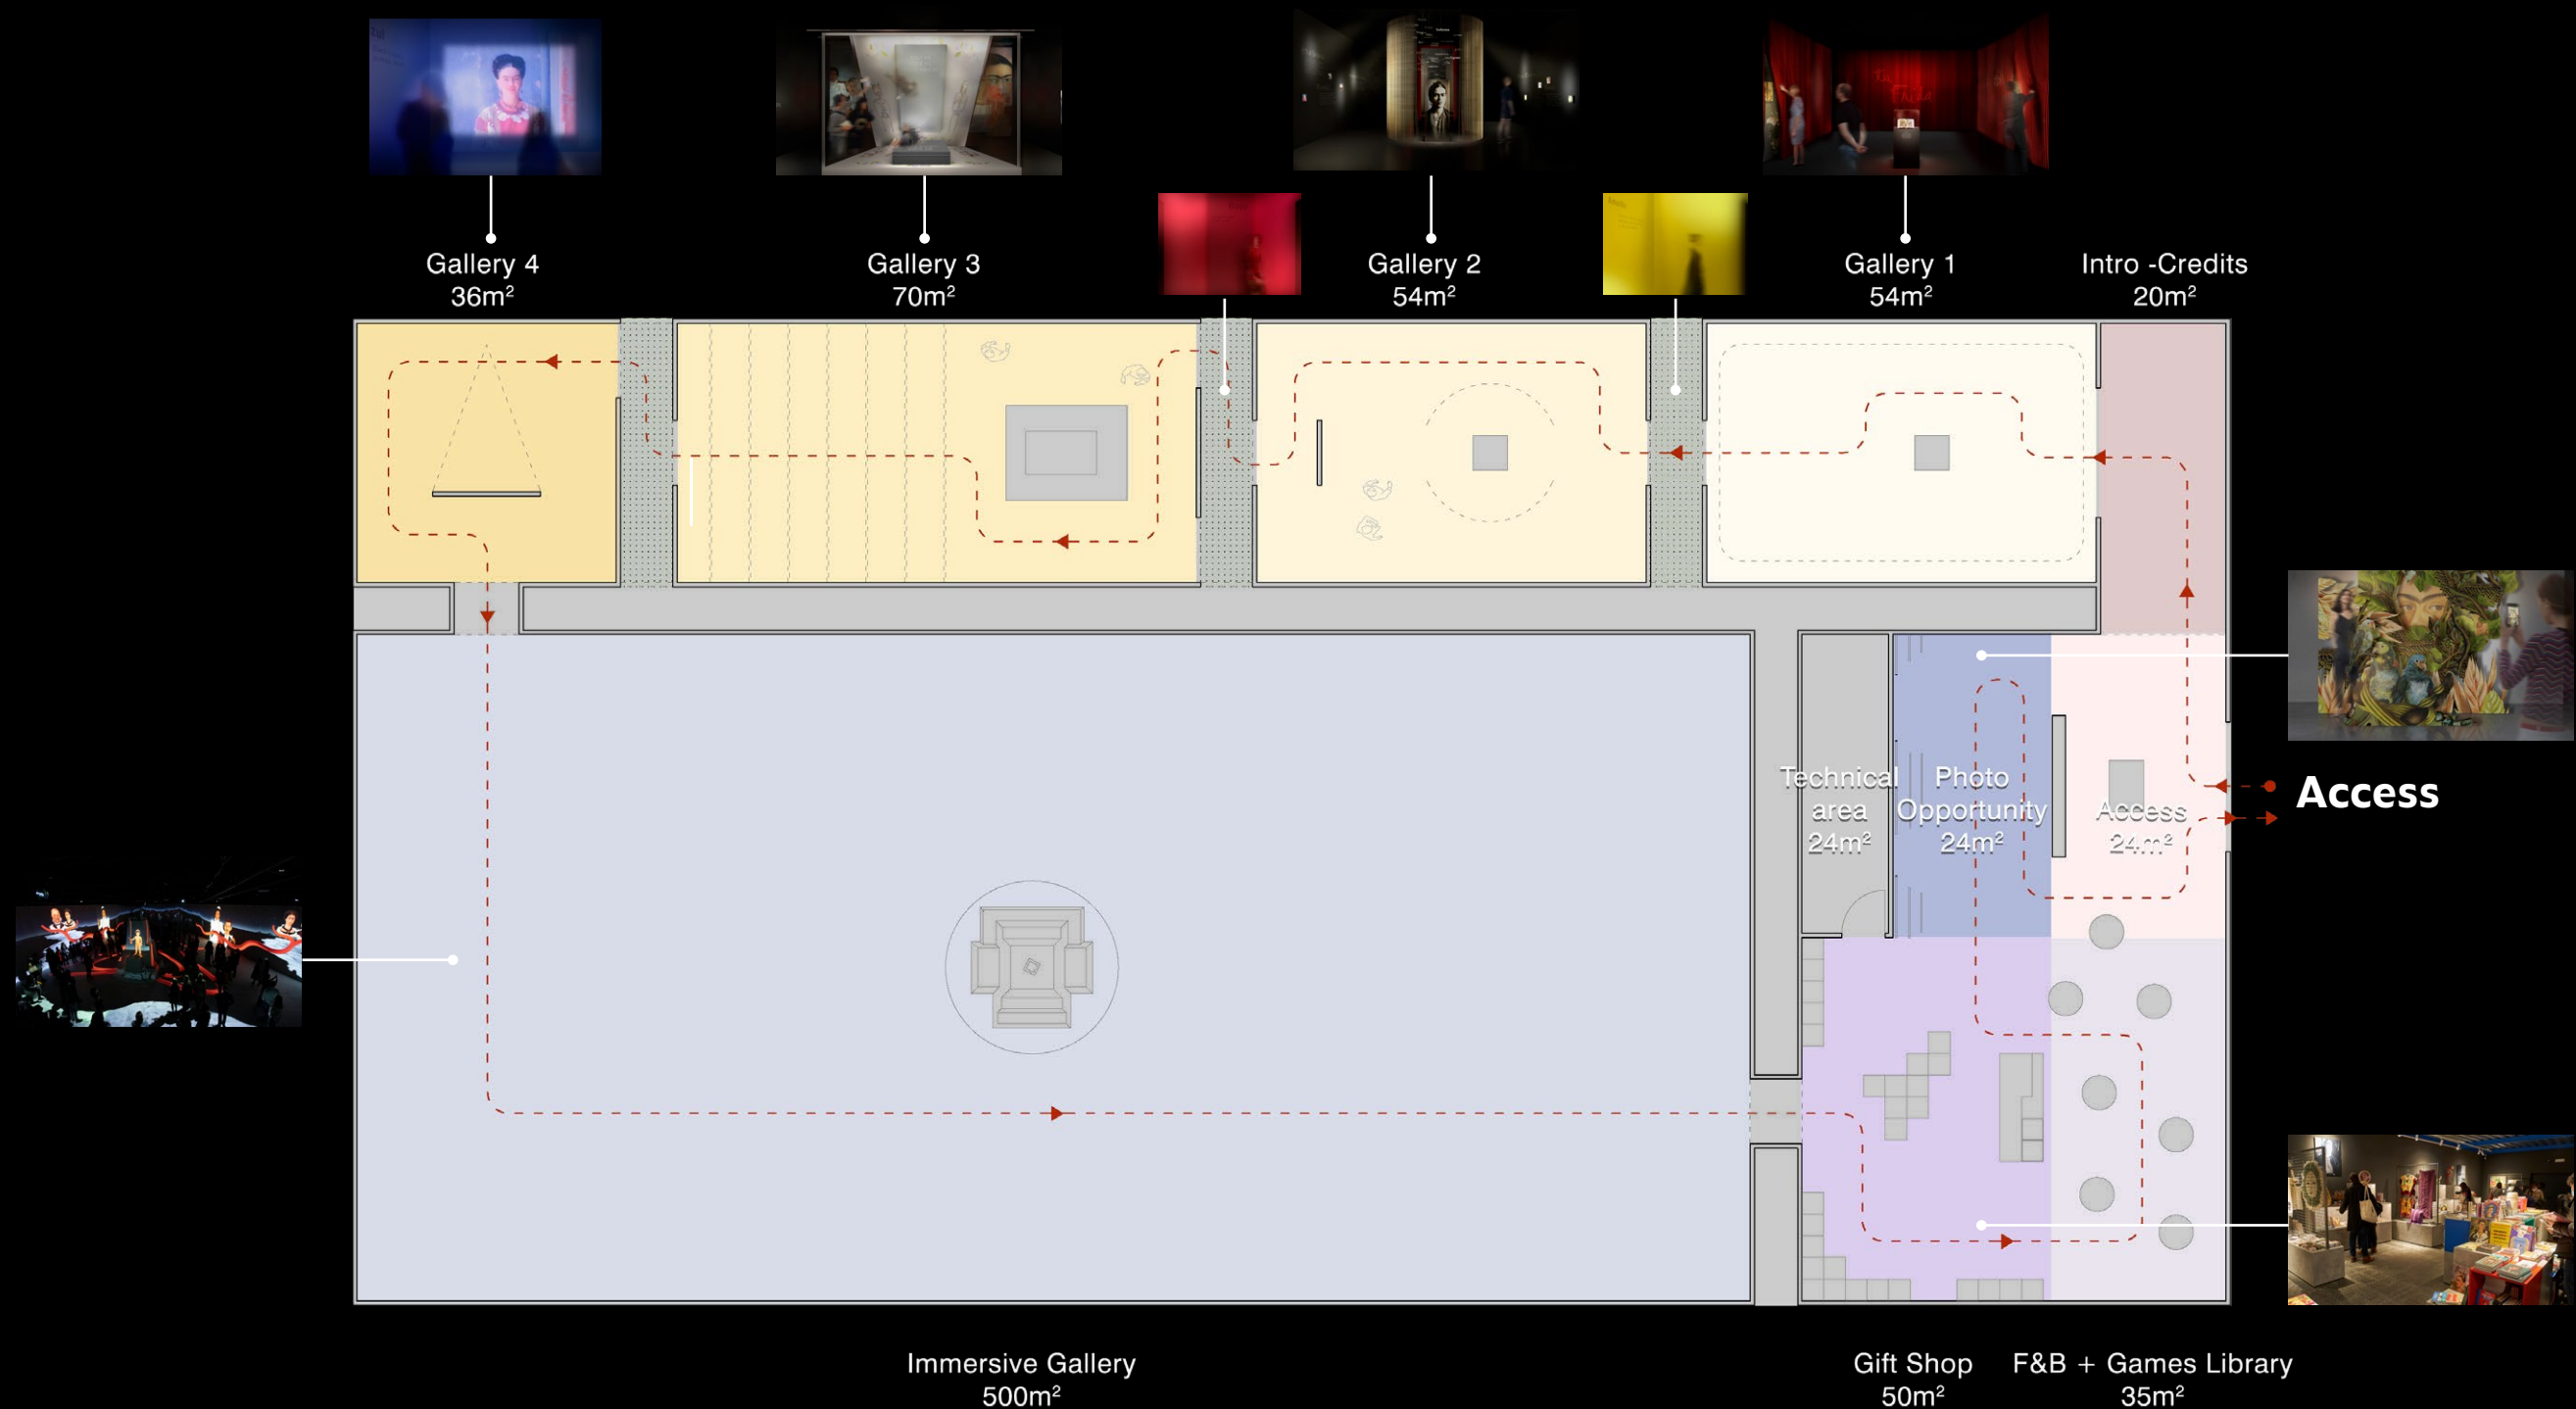 Gallery 4
36m²
Gallery 3
70m²
Gallery 2
54m²
Gallery 1
54m²
Intro -Credits
20m²
Technical
area
24m²
Photo
Opportunity
24m²
Access
24m²
Access
Immersive Gallery
500m²
Gift Shop
50m²
F&B + Games Library
35m²